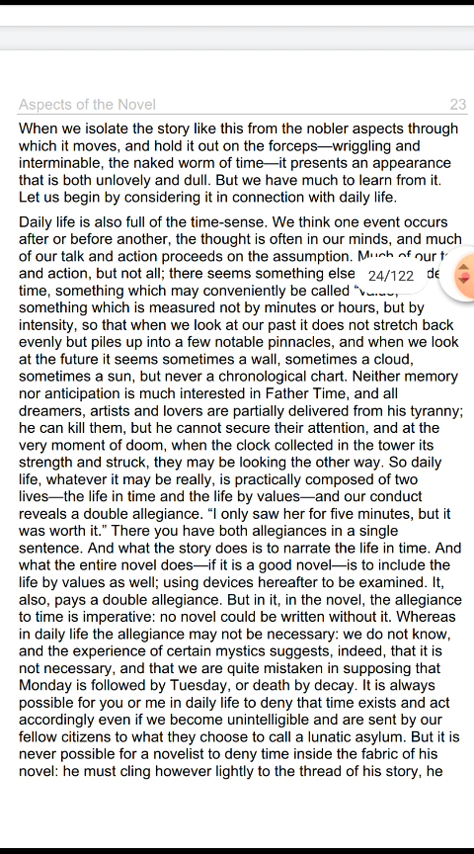 Aspects of the Novel 23
When we isolate the story like this from the nobler aspects through
which it moves, and hold it out on the forceps—wriggling and
interminable, the naked worm of time—it presents an appearance
that is both unlovely and dull. But we have much to learn from it.
Let us begin by considering it in connection with daily life.
Daily life is also full of the time-sense. We think one event occurs
after or before another, the thought is often in our minds, and much
of our talk and action proceeds on the assumption. Much of our
and action, but not all; there seems something else
24/122
time, something which may conveniently be called “value,”
something which is measured not by minutes or hours, but by
intensity, so that when we look at our past it does not stretch back
evenly but piles up into a few notable pinnacles, and when we look
at the future it seems sometimes a wall, sometimes a cloud,
sometimes a sun, but never a chronological chart. Neither memory
nor anticipation is much interested in Father Time, and all
dreamers, artists and lovers are partially delivered from his tyranny;
he can kill them, but he cannot secure their attention, and at the
very moment of doom, when the clock collected in the tower its
strength and struck, they may be looking the other way. So daily
life, whatever it may be really, is practically composed of two
lives—the life in time and the life by values—and our conduct
reveals a double allegiance. “I only saw her for five minutes, but it
was worth it.” There you have both allegiances in a single
sentence. And what the story does is to narrate the life in time. And
what the entire novel does—if it is a good novel—is to include the
life by values as well; using devices hereafter to be examined. It,
also, pays a double allegiance. But in it, in the novel, the allegiance
to time is imperative: no novel could be written without it. Whereas
in daily life the allegiance may not be necessary: we do not know,
and the experience of certain mystics suggests, indeed, that it is
not necessary, and that we are quite mistaken in supposing that
Monday is followed by Tuesday, or death by decay. It is always
possible for you or me in daily life to deny that time exists and act
accordingly even if we become unintelligible and are sent by our
fellow citizens to what they choose to call a lunatic asylum. But it is
never possible for a novelist to deny time inside the fabric of his
novel: he must cling however lightly to the thread of his story, he